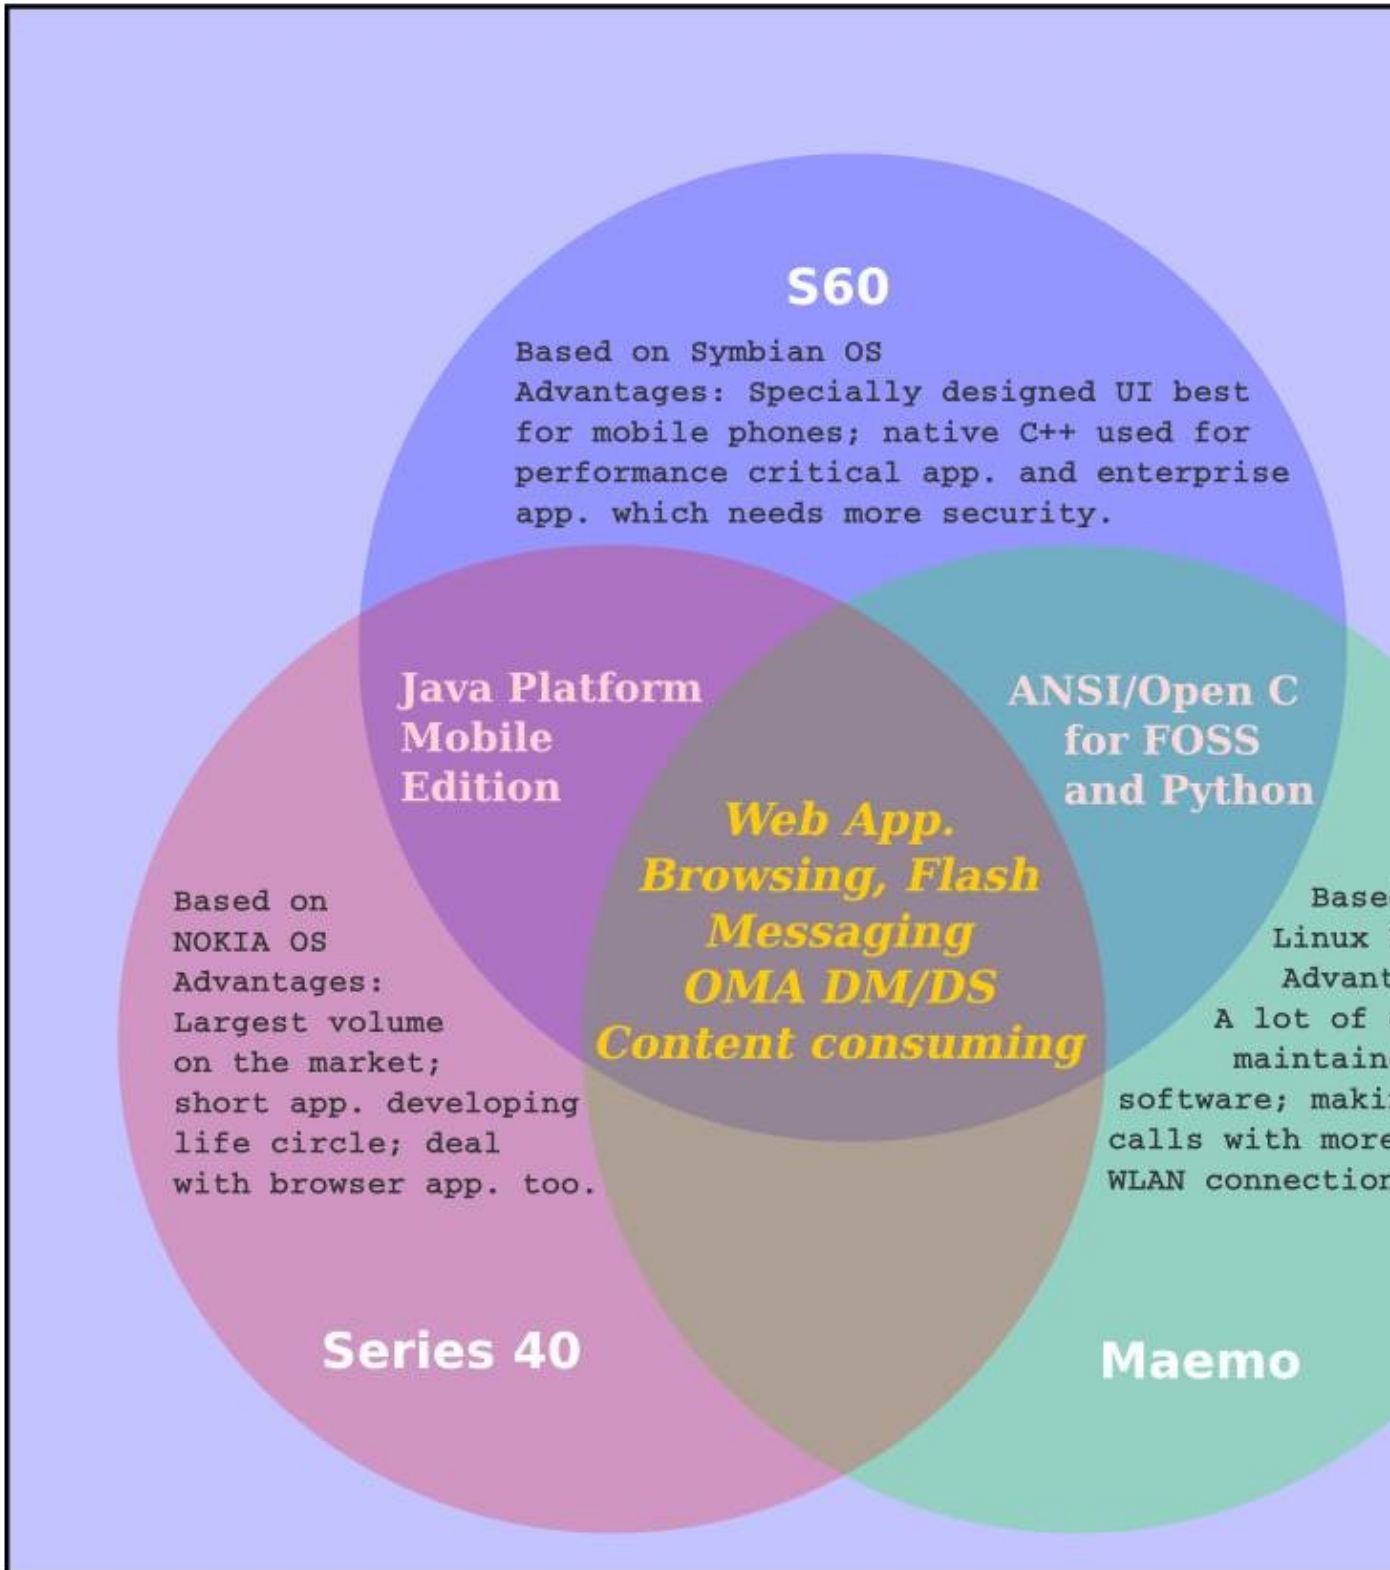 S60
Based on Symbian OS
Advantages: Specially designed UI best
for mobile phones; native C++ used for
performance critical app. and enterprise
app. which needs more security.
Java Platform
Mobile
Edition
ANSI/Open C
for FOSS
and Python
Web App.
Browsing, Flash
Messaging
OMA DM/DS
Content consuming
Based on
NOKIA OS
Advantages:
Largest volume
on the market;
short app. developing
life circle; deal
with browser app. too.
Linux
A lot of
software;
calls with more
WLAN connection
Series 40
Maemo